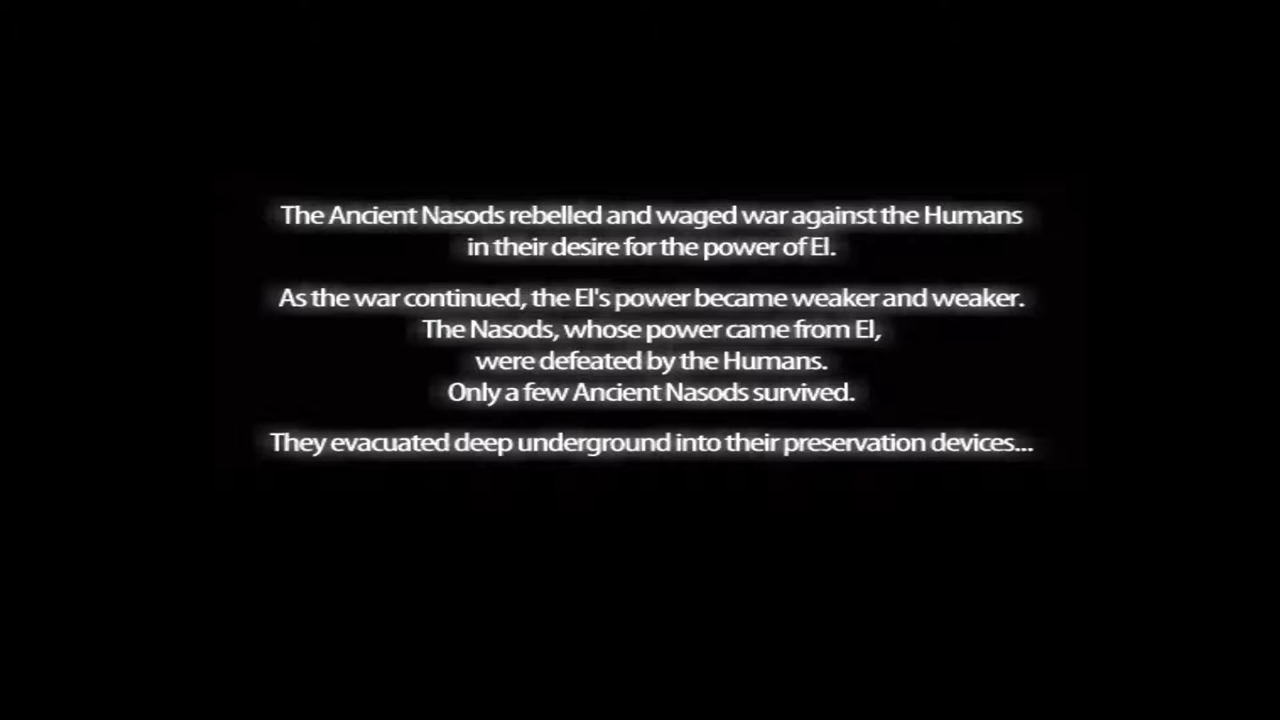 The Ancient Nasods rebelled and waged war against the Humans
in their desire for the power of El.
As the war continued, the El's power became weaker and weaker.
The Nasods, whose power came from El,
were defeated by the Humans.
Only a few Ancient Nasods survived.
They evacuated deep underground into their preservation devices...